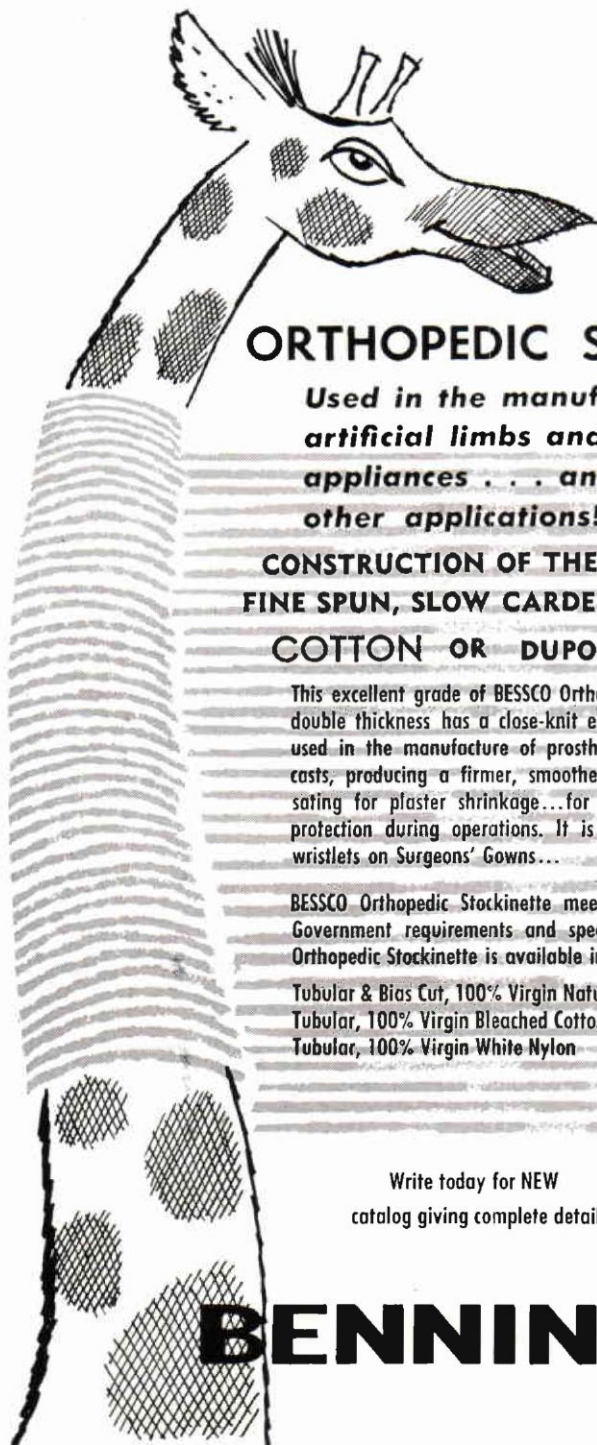 ORTHOPEDIC S
Used in the manuf
artificial limbs and
appliances . . . an
other applications!
CONSTRUCTION OF THE
FINE SPUN, SLOW CARDE
COTTON OR DUPO
This excellent grade of BESSCO Ortho
double thickness has a close-knit e
used in the manufacture of prosth
casts, producing a firmer, smoothe
sating for plaster shrinkage...for
protection during operations. It is
wristlets on Surgeons' Gowns...
BESSCO Orthopedic Stockinette mee
Government requirements and spec
Orthopedic Stockinette is available in
Tubular & Bias Cut, 100% Virgin Natu
Tubular, 100% Virgin Bleached Cotto
Tubular, 100% Virgin White Nylon
Write today for NEW
catalog giving complete detail
BENNIN